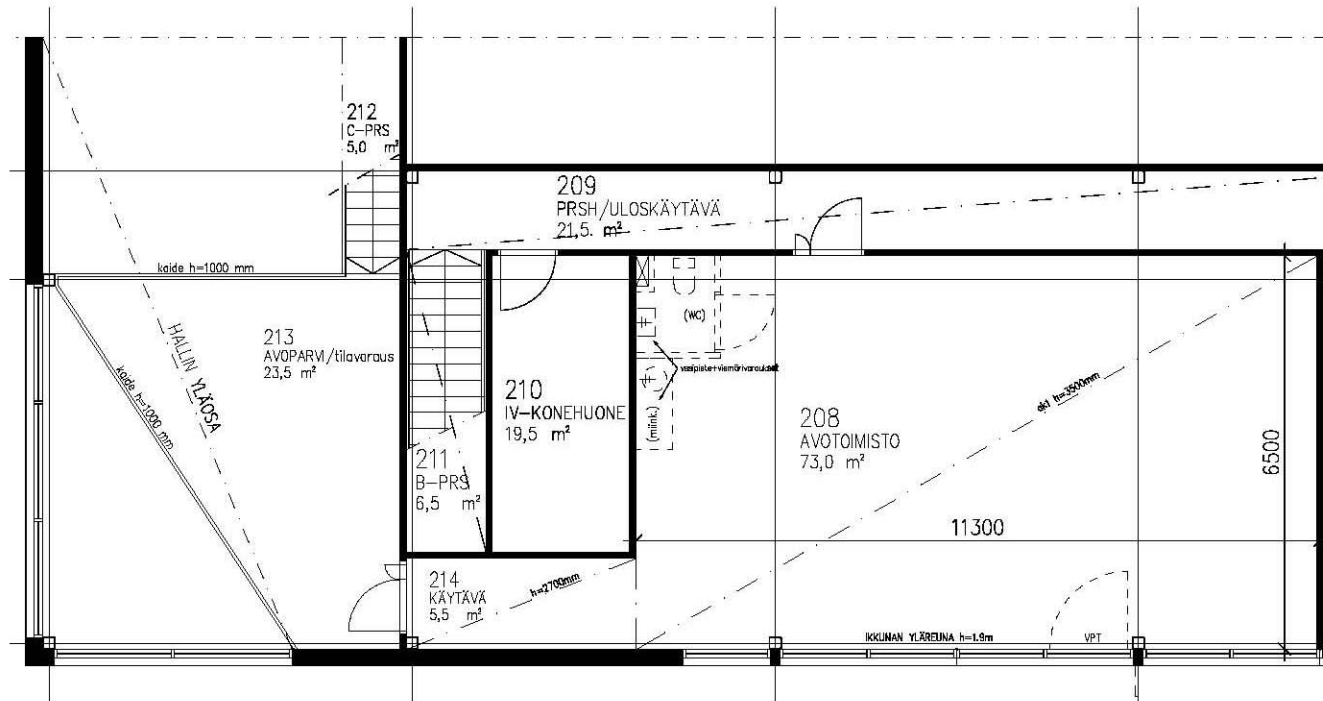 212
C-PRS
5,0 m²
209
PRSH/ULOSKÄYTÄVÄ
21,5. m²
kaide h=1000 mm
213
AVOPARVI/tilavaraus
23,5 m²
HALLIN YLÄOSA
kaide h=1000 mm
211
B-PRS
6,5 m²
210
IV-KONEHUONE
19,5 m²
(WC)
(minik.)
208
AVOTOIMISTO
73,0 m²
h=3500mm
6500
11300
214
KÄYTÄVÄ
5,5 m²
h=2700mm
IKKUNAN YLÄREUNA h=1.9m
VPT